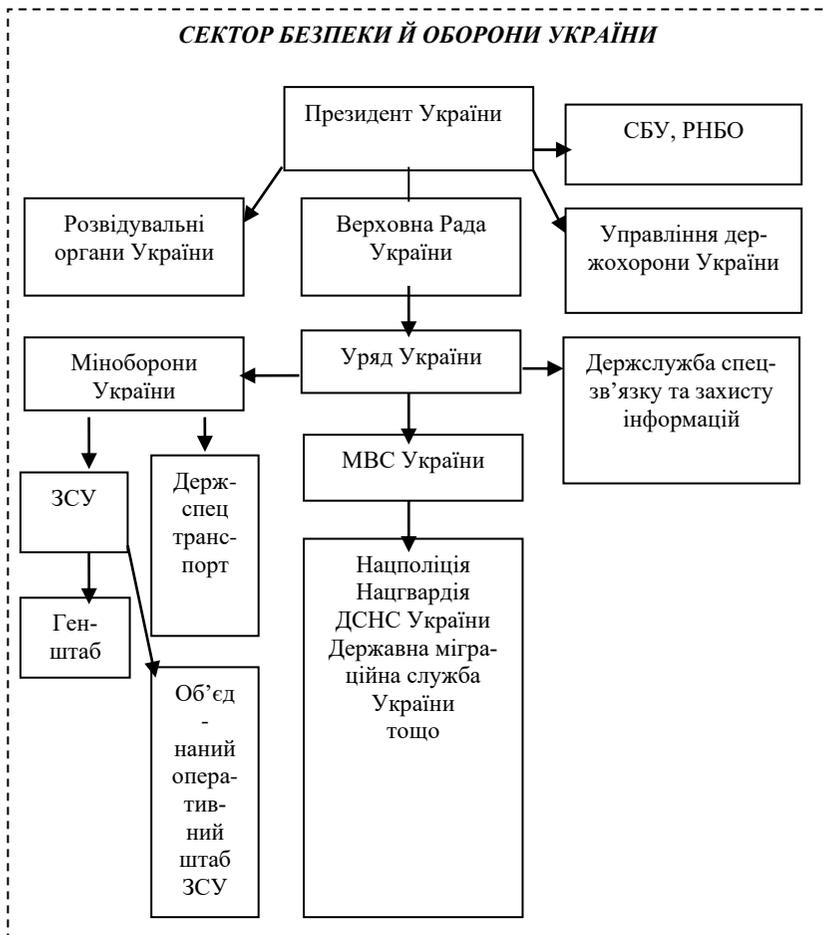 СЕКТОР БЕЗПЕКИ Й ОБОРОНИ УКРАЇНИ
Президент України
СБУ, РНБО
Розвідувальні
органи України
Верховна Рада
України
Управління дер-
жохорони України
Міноборони
України
Уряд України
Держслужба спец-
зв’язку та захисту
інформацій
МВС України
ЗСУ
Держ-
спец
транс-
порт
Ген-
штаб
Нацполіція
Нацгвардія
ДСНС України
Державна мігра-
ційна служба
України
тощо
Об’єд
-
наний
опера-
тив-
ний
штаб
ЗСУ